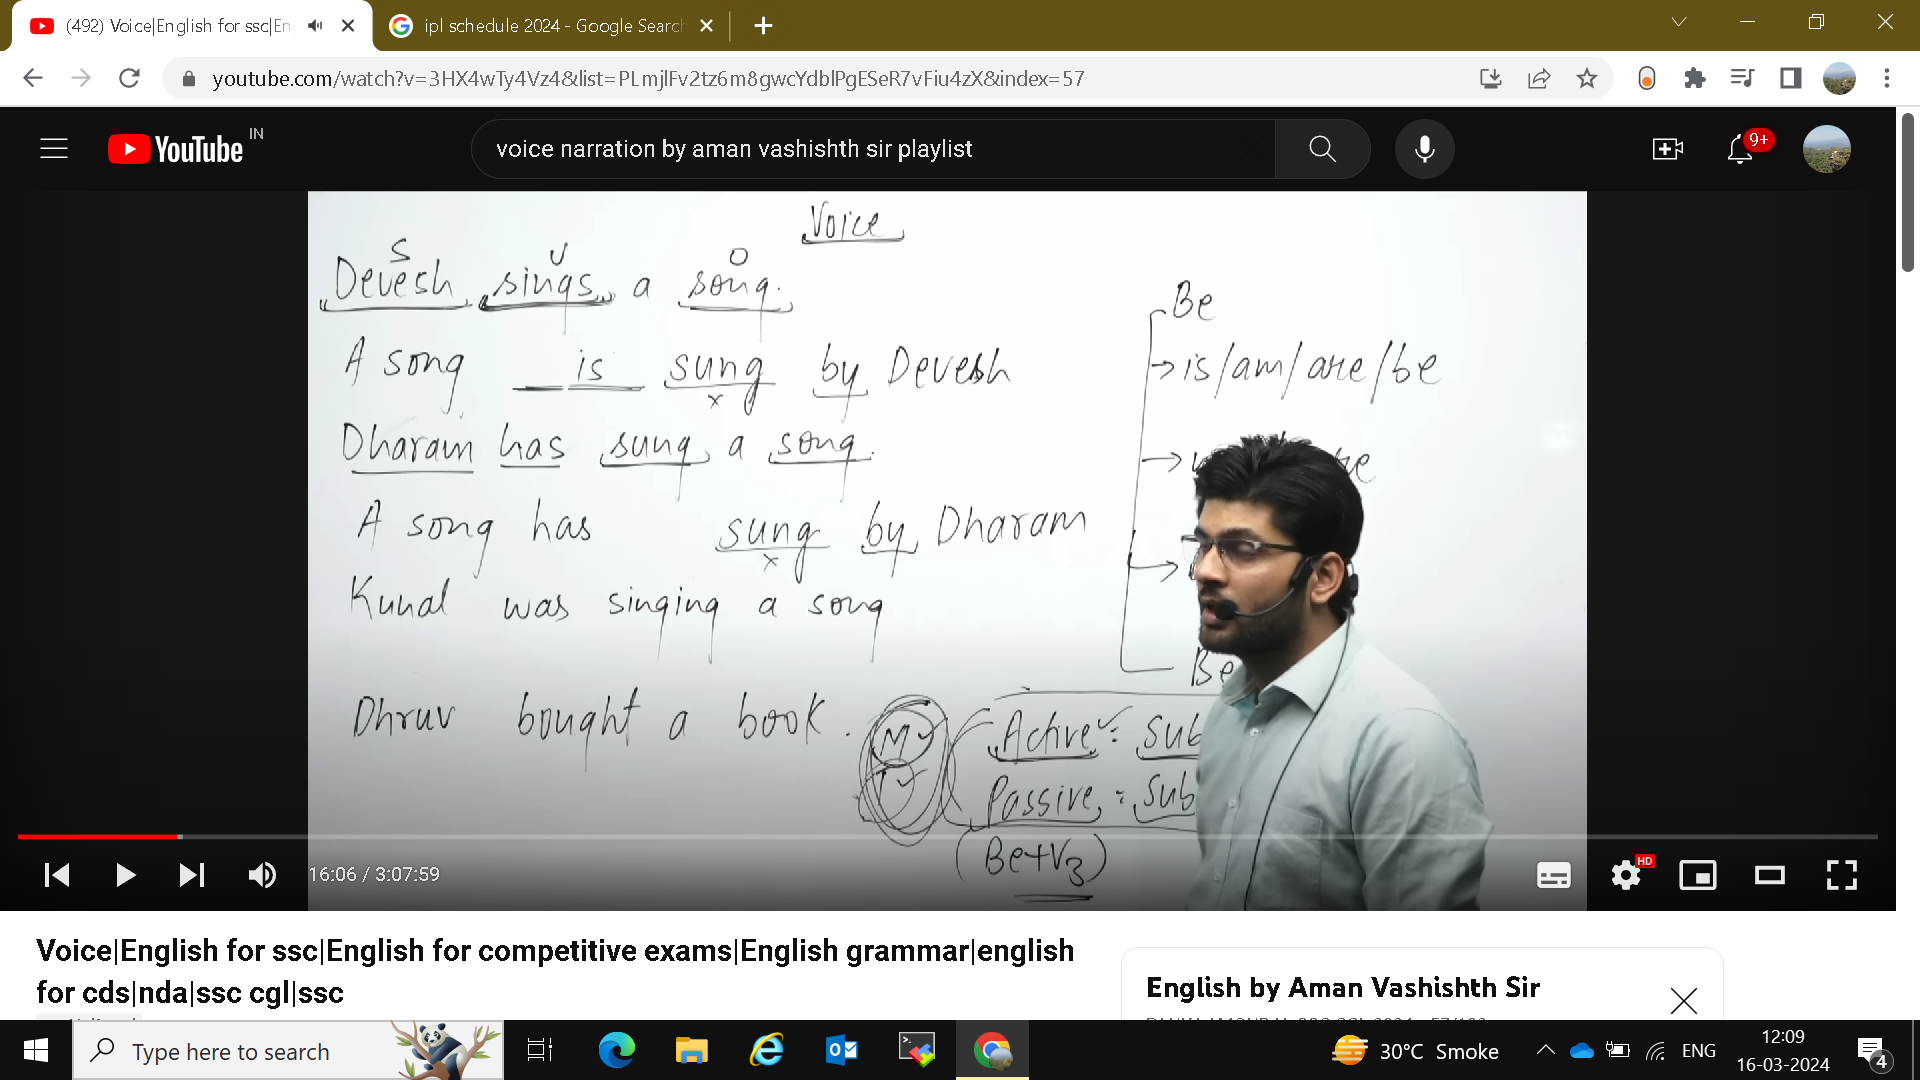 (492) Voice|English for ssc|En
ipl schedule 2024 - Google Search
youtube.com/watch?v=3HX4wTy4Vz4&list=PLmjlFv2tz6m8gwcYdblPgESeR7vFiu4zX&index=57
YouTube IN
voice narration by aman vashishth sir playlist
9+
Voice
S V O
Devesh sings a song.
A song is sung by Devesh
x
Dharam has sung a song.
A song has sung by Dharam
x
Kunal was singing a song
Dhruv bought a book.
Be
→ is/am/are/be
→
→
Be
M
Active : Sub
Passive : Sub
(Be+V3)
16:06 / 3:07:59
HD
Voice|English for ssc|English for competitive exams|English grammar|english
for cds|nda|ssc cgl|ssc
English by Aman Vashishth Sir
Type here to search
30°C Smoke
ENG
12:09
16-03-2024
4